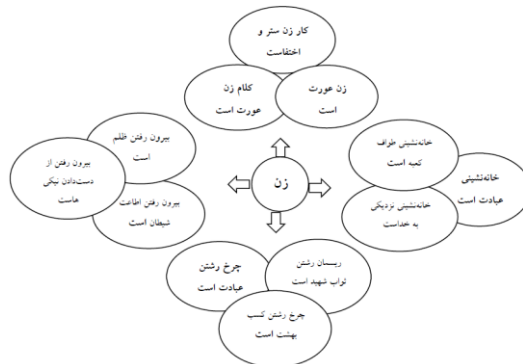 کار زن ستر و
اختفاست
زن عورت
است
کلام زن
عورت است
بیرون رفتن ظلم
است
بیرون رفتن از
دست‌دادن نیکی
هاست
بیرون رفتن اطاعت
شیطان است
زن
خانه‌نشینی طواف
کعبه است
خانه‌نشینی
عبادت است
خانه‌نشینی نزدیکی
به خداست
چرخ رشتن
عبادت است
ریسمان رشتن
ثواب شهید است
چرخ رشتن کسب
بهشت است